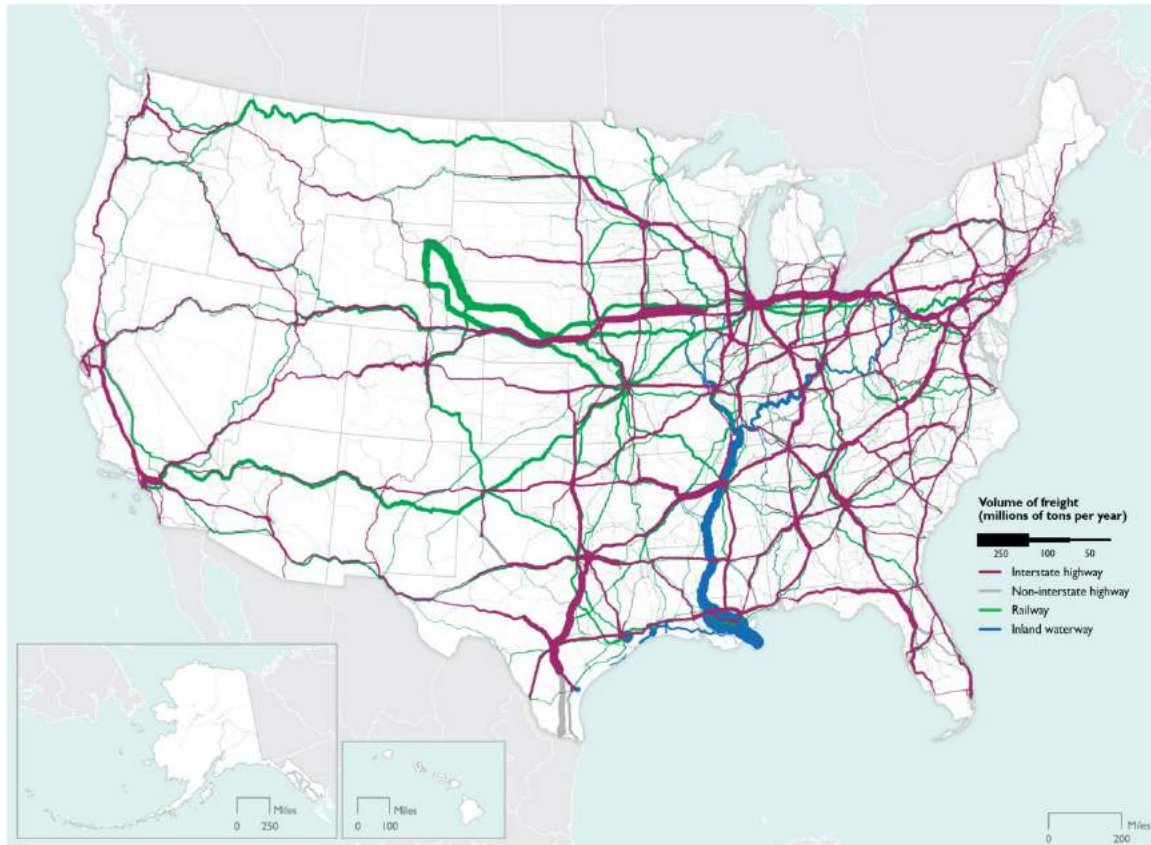 Volume of freight
(millions of tons per year)
250 100 50
Interstate highway
Non-interstate highway
Railway
Inland waterway
Miles
0 250
Miles
0 100
Miles
0 200